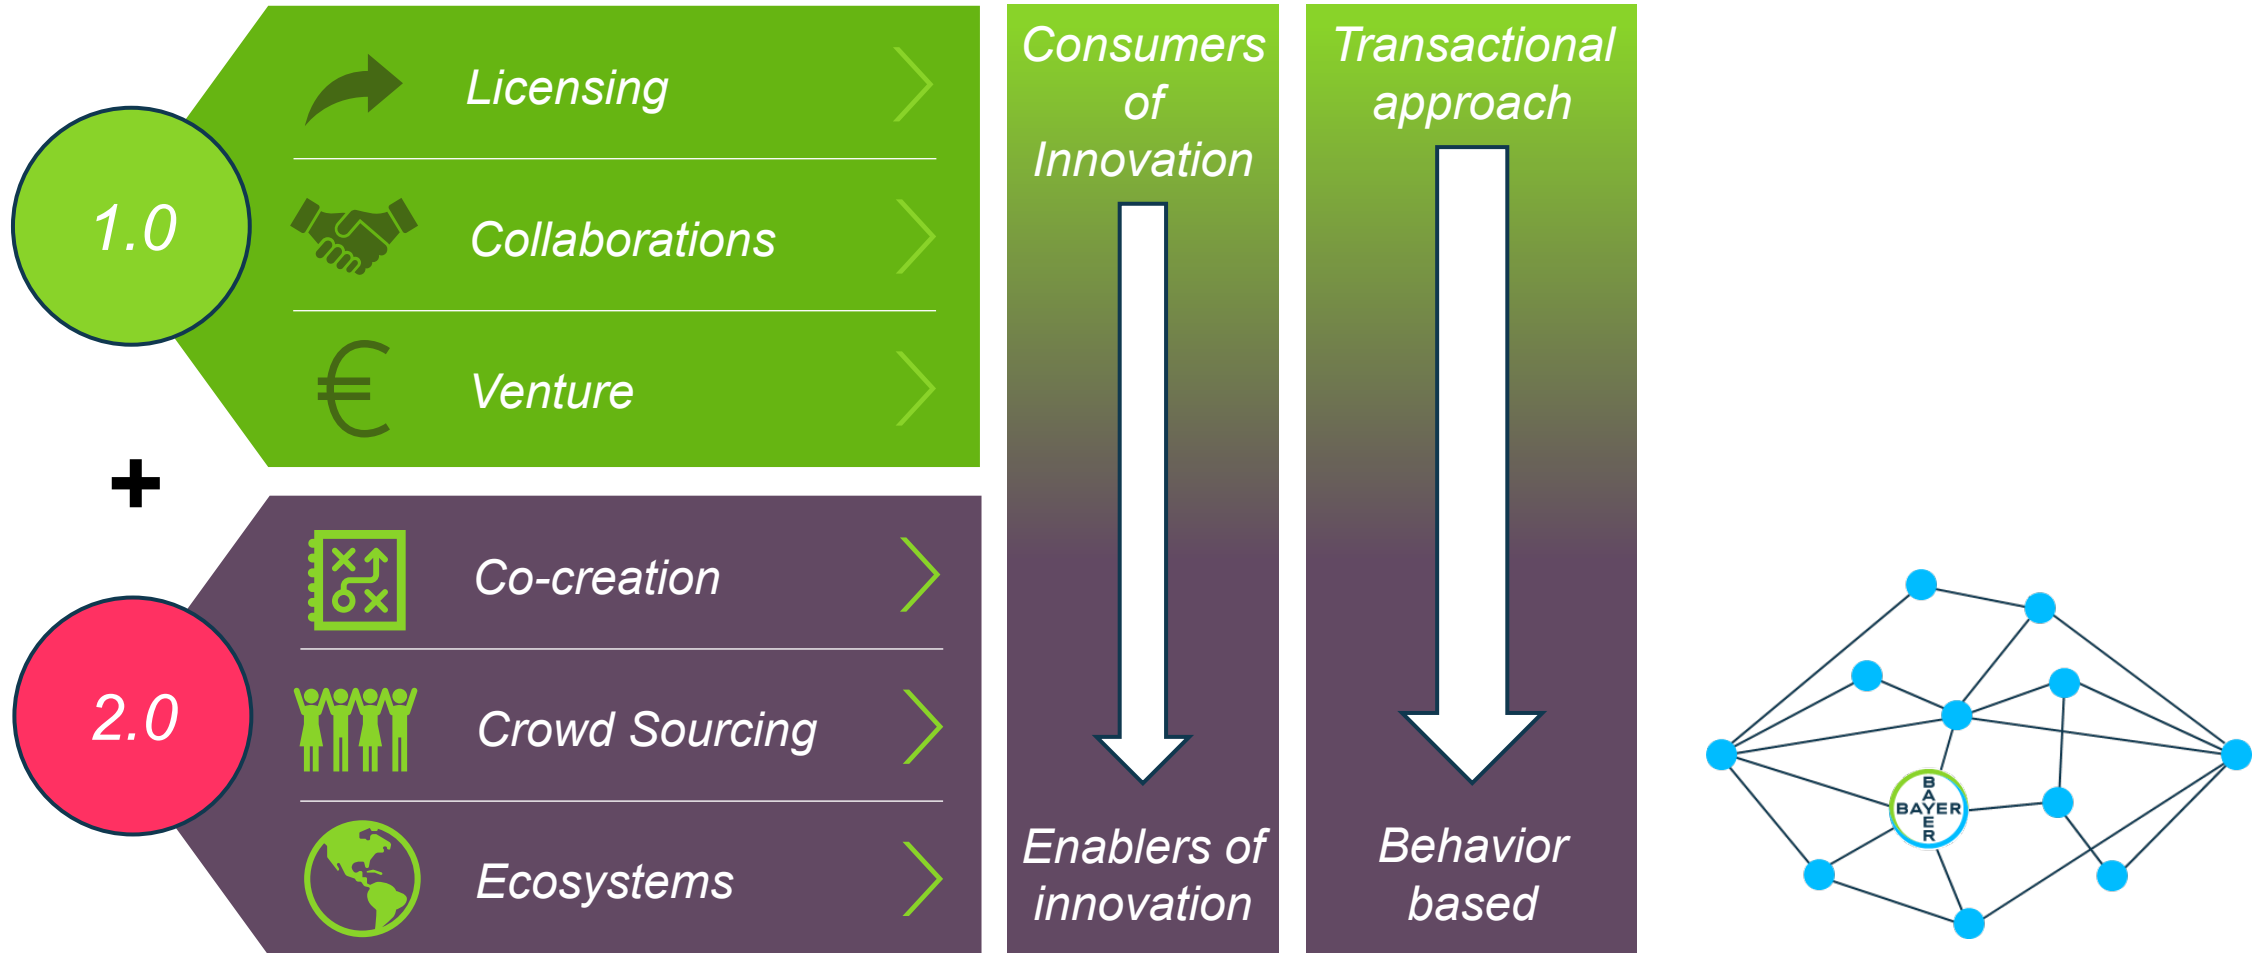 1.0
Licensing
Collaborations
€
Venture
+
2.0
Co-creation
Crowd Sourcing
Ecosystems
Consumers
of
Innovation
Enablers of
innovation
Transactional
approach
Behavior
based
BAYER
BAYER